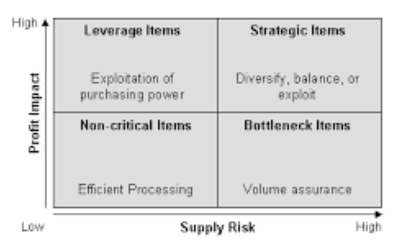 High
Leverage Items
Strategic Items
Exploitation of
purchasing power
Diversify, balance, or
exploit
Profit Impact
Non-critical Items
Bottleneck Items
Efficient Processing
Volume assurance
Low
Supply Risk
High